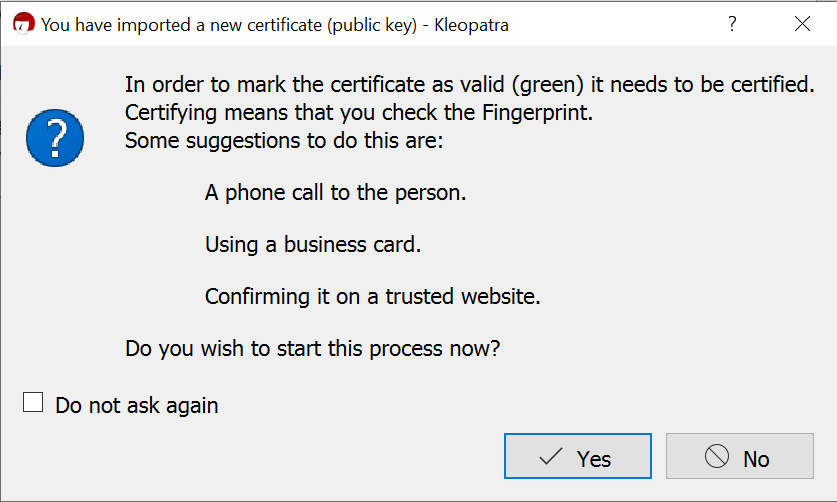 You have imported a new certificate (public key) - Kleopatra
?
In order to mark the certificate as valid (green) it needs to be certified.
Certifying means that you check the Fingerprint.
Some suggestions to do this are:
A phone call to the person.
Using a business card.
Confirming it on a trusted website.
Do you wish to start this process now?
Do not ask again
Yes
No